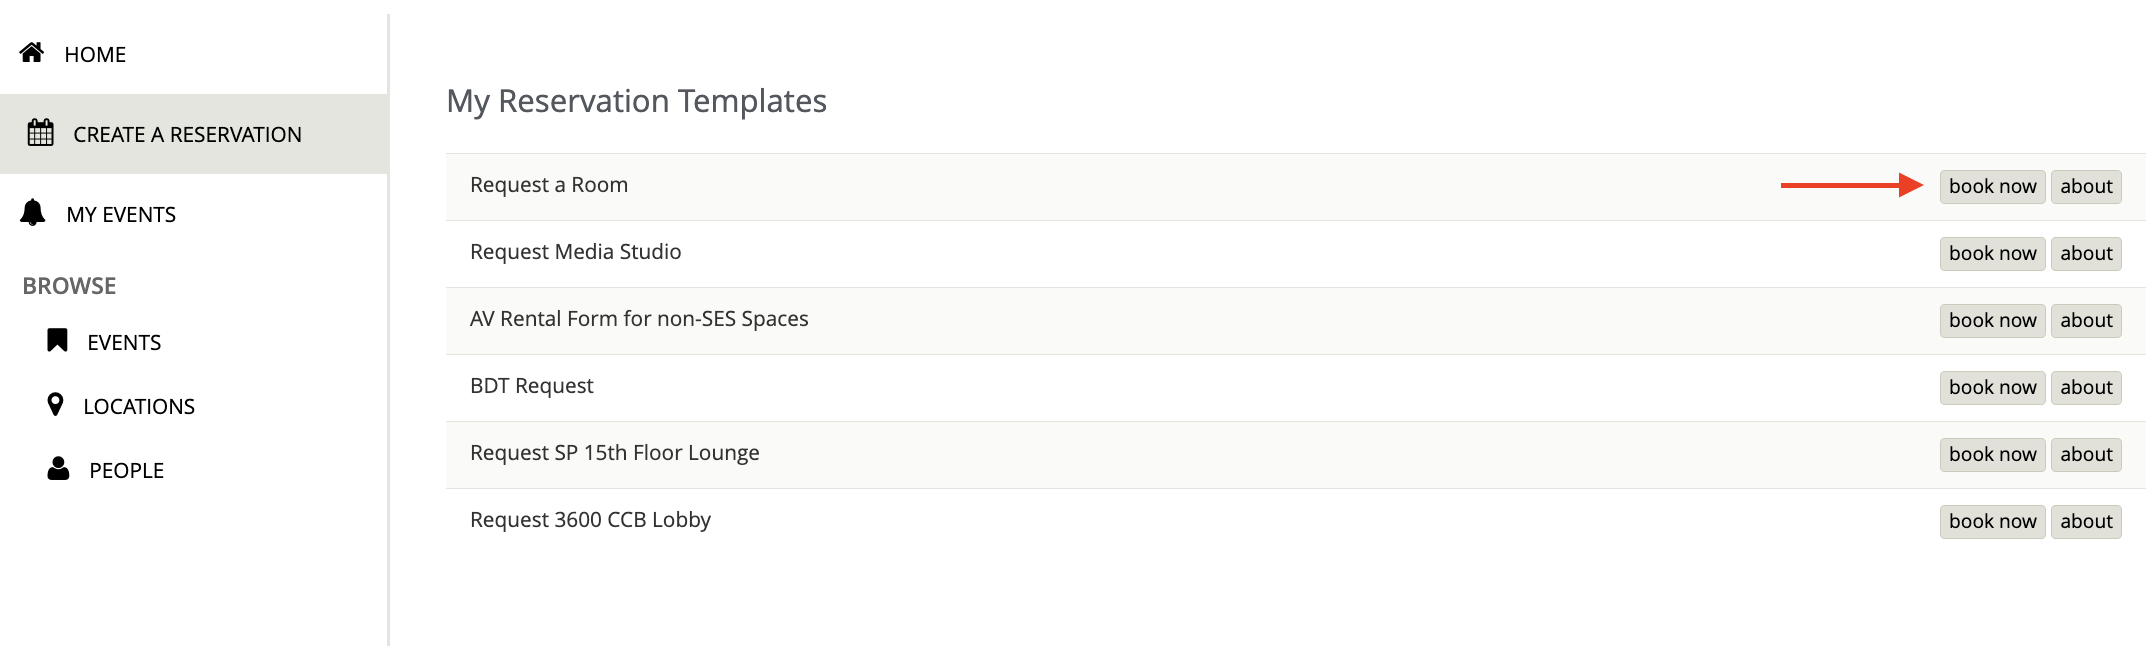 HOME
CREATE A RESERVATION
MY EVENTS
BROWSE
EVENTS
LOCATIONS
PEOPLE
My Reservation Templates
Request a Room book now about
Request Media Studio book now about
AV Rental Form for non-SES Spaces book now about
BDT Request book now about
Request SP 15th Floor Lounge book now about
Request 3600 CCB Lobby book now about